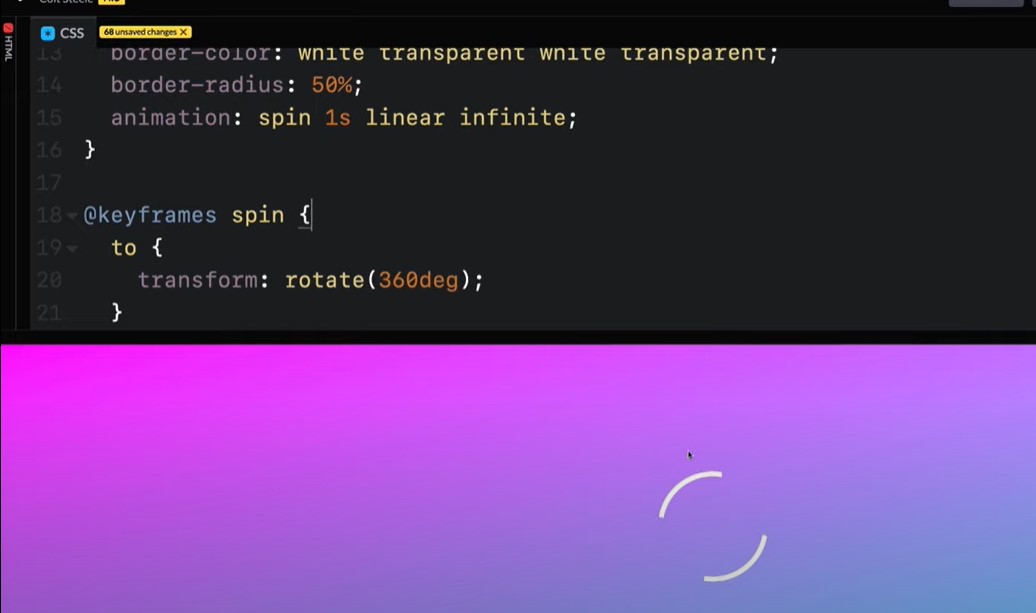 Colt Steele
CSS 68 unsaved changes X
HTML
13 border-color: white transparent white transparent;
14 border-radius: 50%;
15 animation: spin 1s linear infinite;
16 }
17
18 @keyframes spin {
19 to {
20 transform: rotate(360deg);
21 }